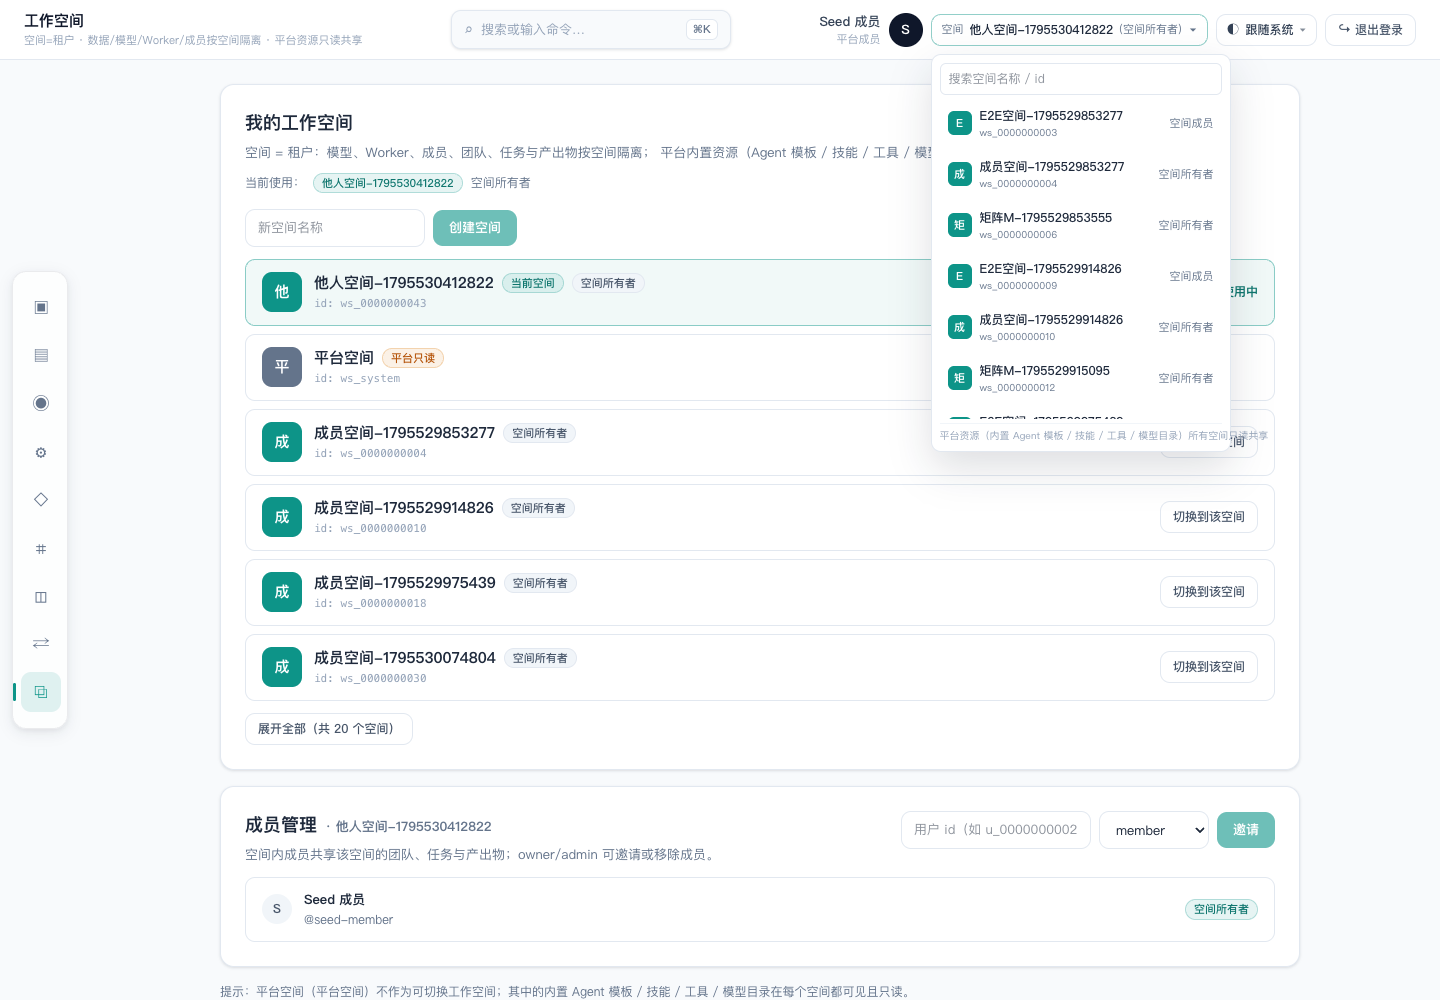 工作空间
空间=租户 · 数据/模型/Worker/成员按空间隔离 · 平台资源只读共享
搜索或输入命令… ⌘K
Seed 成员
平台成员
S
空间 他人空间-1795530412822 (空间所有者)
跟随系统
退出登录
搜索空间名称 / id
E E2E空间-1795529853277 空间成员
ws_0000000003
成 成员空间-1795529853277 空间所有者
ws_0000000004
矩 矩阵M-1795529853555 空间所有者
ws_0000000006
E E2E空间-1795529914826 空间成员
ws_0000000009
成 成员空间-1795529914826 空间所有者
ws_0000000010
矩 矩阵M-1795529915095 空间所有者
ws_0000000012
平台资源（内置 Agent 模板 / 技能 / 工具 / 模型目录）所有空间只读共享
我的工作空间
空间 = 租户：模型、Worker、成员、团队、任务与产出物按空间隔离； 平台内置资源（Agent 模板 / 技能 / 工具 / 模
当前使用： 他人空间-1795530412822 空间所有者
新空间名称 创建空间
他 他人空间-1795530412822 当前空间 空间所有者 使用中
id: ws_0000000043
平 平台空间 平台只读
id: ws_system
成 成员空间-1795529853277 空间所有者 间
id: ws_0000000004
成 成员空间-1795529914826 空间所有者 切换到该空间
id: ws_0000000010
成 成员空间-1795529975439 空间所有者 切换到该空间
id: ws_0000000018
成 成员空间-1795530074804 空间所有者 切换到该空间
id: ws_0000000030
展开全部（共 20 个空间）
成员管理 · 他人空间-1795530412822
用户 id（如 u_0000000002 member 邀请
空间内成员共享该空间的团队、任务与产出物；owner/admin 可邀请或移除成员。
S Seed 成员 空间所有者
@seed-member
提示：平台空间（平台空间）不作为可切换工作空间；其中的内置 Agent 模板 / 技能 / 工具 / 模型目录在每个空间都可见且只读。